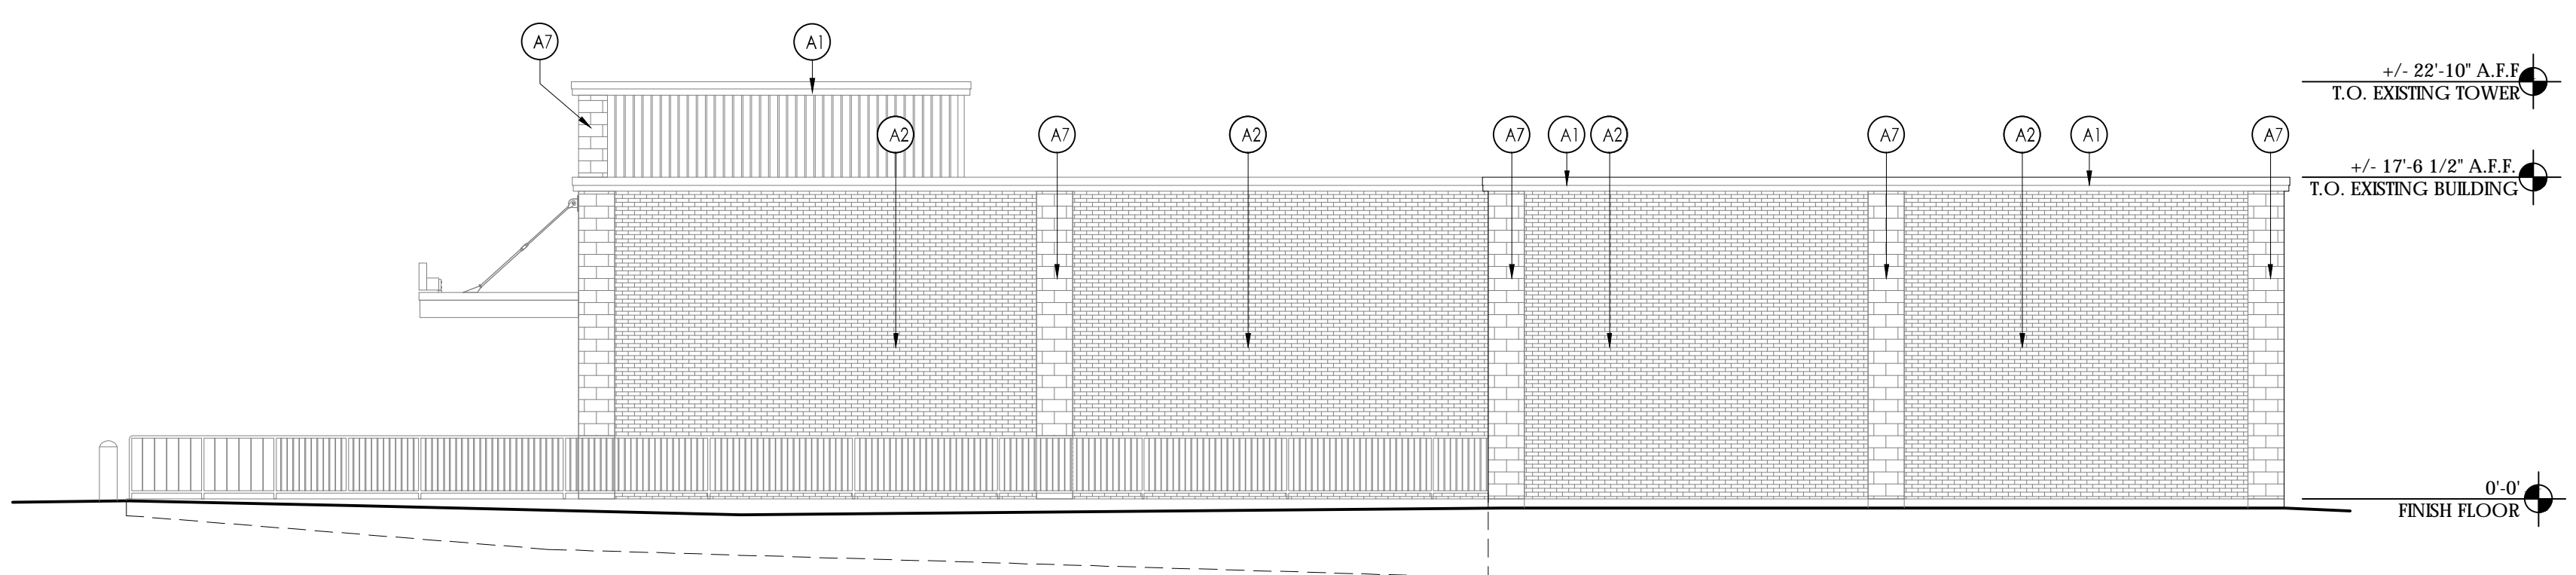 A7
A1
+/- 22'-10" A.F.F
T.O. EXISTING TOWER
A2
A7
A2
A7
A1
A2
A7
A2
A1
A7
+/- 17'-6 1/2" A.F.F.
T.O. EXISTING BUILDING
0'-0'
FINISH FLOOR